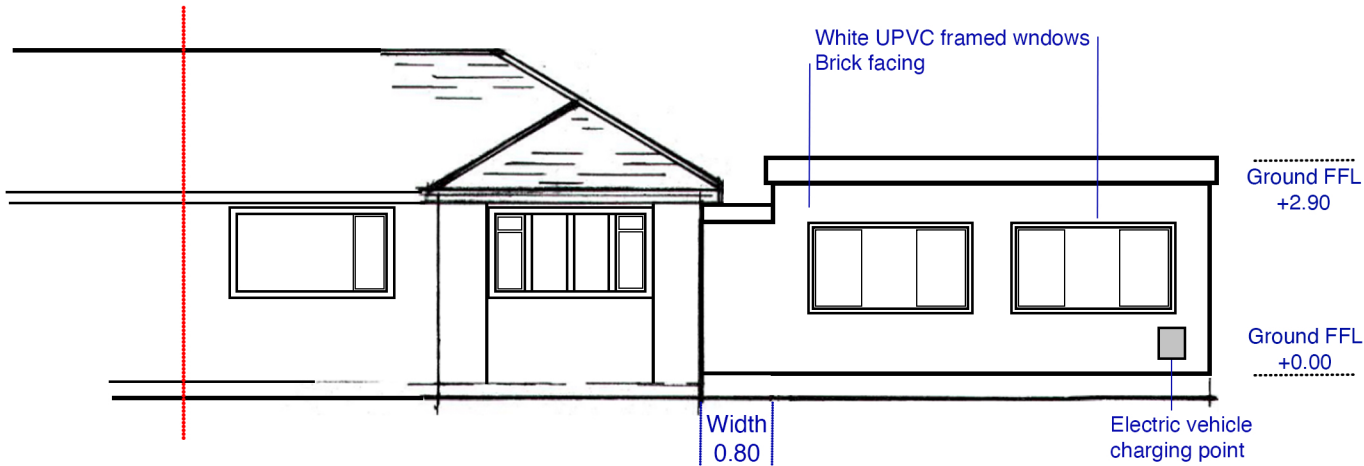 White UPVC framed wndows
Brick facing
Ground FFL
+2.90
Ground FFL
+0.00
Width
0.80
Electric vehicle
charging point